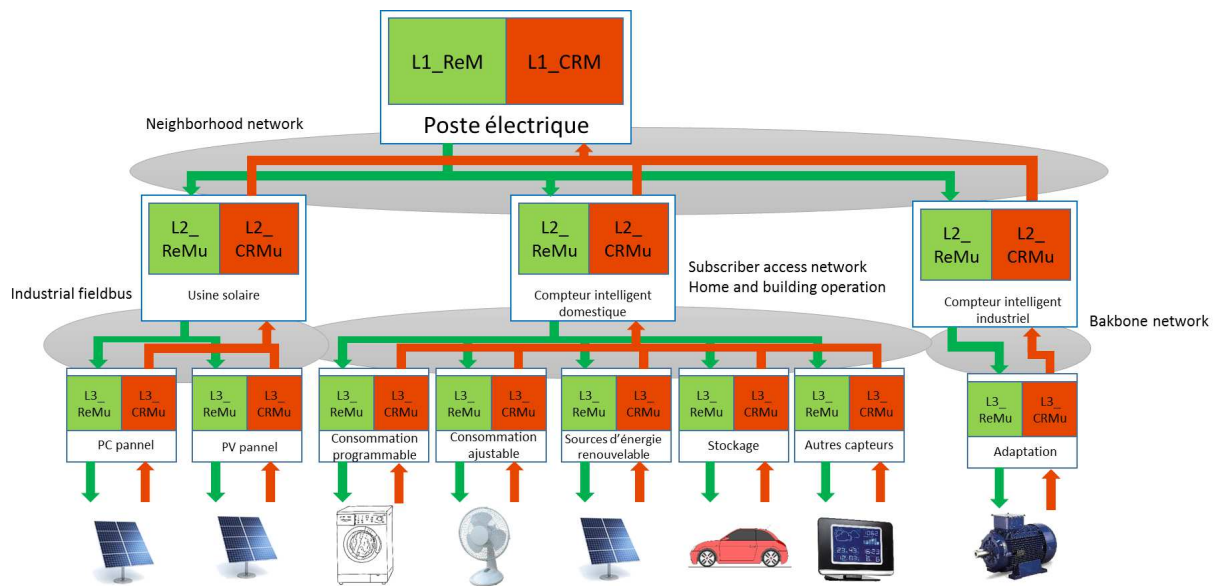 L1_ReM
L1_CRM
Poste électrique
Neighborhood network
L2_
ReMu
L2_
CRMu
Usine solaire
L2_
ReMu
L2_
CRMu
Compteur intelligent
domestique
L2_
ReMu
L2_
CRMu
Compteur intelligent
industriel
Industrial fieldbus
Subscriber access network
Home and building operation
Bakbone network
L3_
ReMu
L3_
CRMu
PC pannel
L3_
ReMu
L3_
CRMu
PV pannel
L3_
ReMu
L3_
CRMu
Consommation
programmable
L3_
ReMu
L3_
CRMu
Consommation
ajustable
L3_
ReMu
L3_
CRMu
Sources d'énergie
renouvelable
L3_
ReMu
L3_
CRMu
Stockage
L3_
ReMu
L3_
CRMu
Autres capteurs
L3_
ReMu
L3_
CRMu
Adaptation